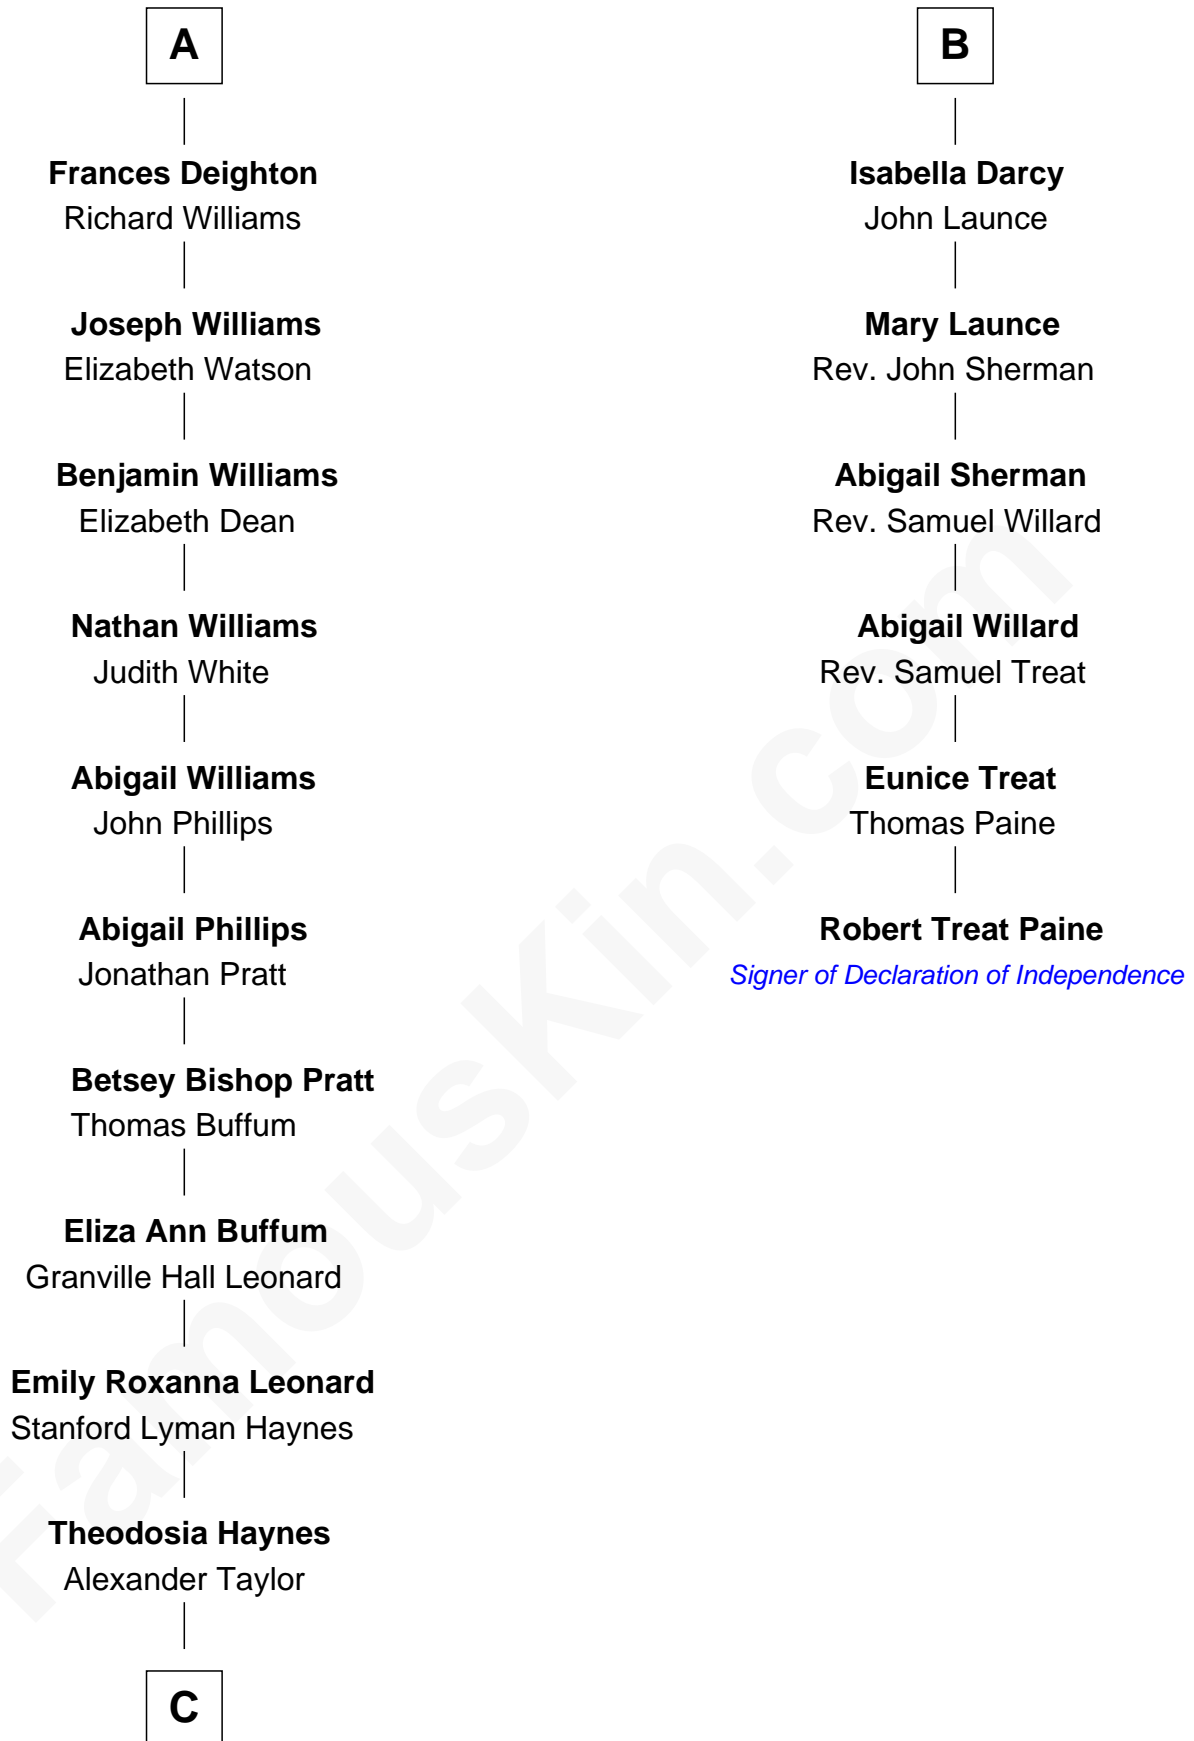 A
Frances Deighton
Richard Williams
Joseph Williams
Elizabeth Watson
Benjamin Williams
Elizabeth Dean
Nathan Williams
Judith White
Abigail Williams
John Phillips
Abigail Phillips
Jonathan Pratt
Betsey Bishop Pratt
Thomas Buffum
Eliza Ann Buffum
Granville Hall Leonard
Emily Roxanna Leonard
Stanford Lyman Haynes
Theodosia Haynes
Alexander Taylor
C
B
Isabella Darcy
John Launce
Mary Launce
Rev. John Sherman
Abigail Sherman
Rev. Samuel Willard
Abigail Willard
Rev. Samuel Treat
Eunice Treat
Thomas Paine
Robert Treat Paine
Signer of Declaration of Independence
FamousKin.com